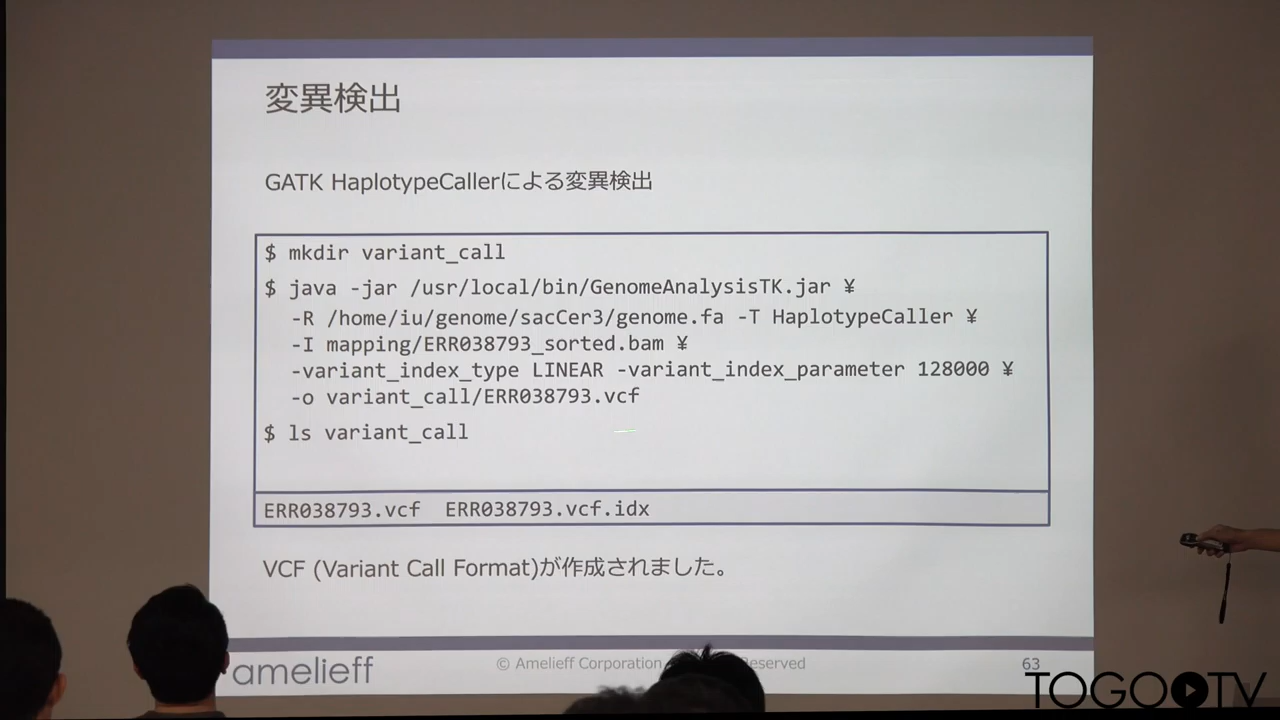 変異検出
GATK HaplotypeCallerによる変異検出
$ mkdir variant_call
$ java -jar /usr/local/bin/GenomeAnalysisTK.jar ¥
-R /home/iu/genome/sacCer3/genome.fa -T HaplotypeCaller ¥
-I mapping/ERR038793_sorted.bam ¥
-variant_index_type LINEAR -variant_index_parameter 128000 ¥
-o variant_call/ERR038793.vcf
$ ls variant_call
ERR038793.vcf ERR038793.vcf.idx
VCF (Variant Call Format)が作成されました。
amelieff
© Amelieff Corporation Reserved
63
TOGOTV